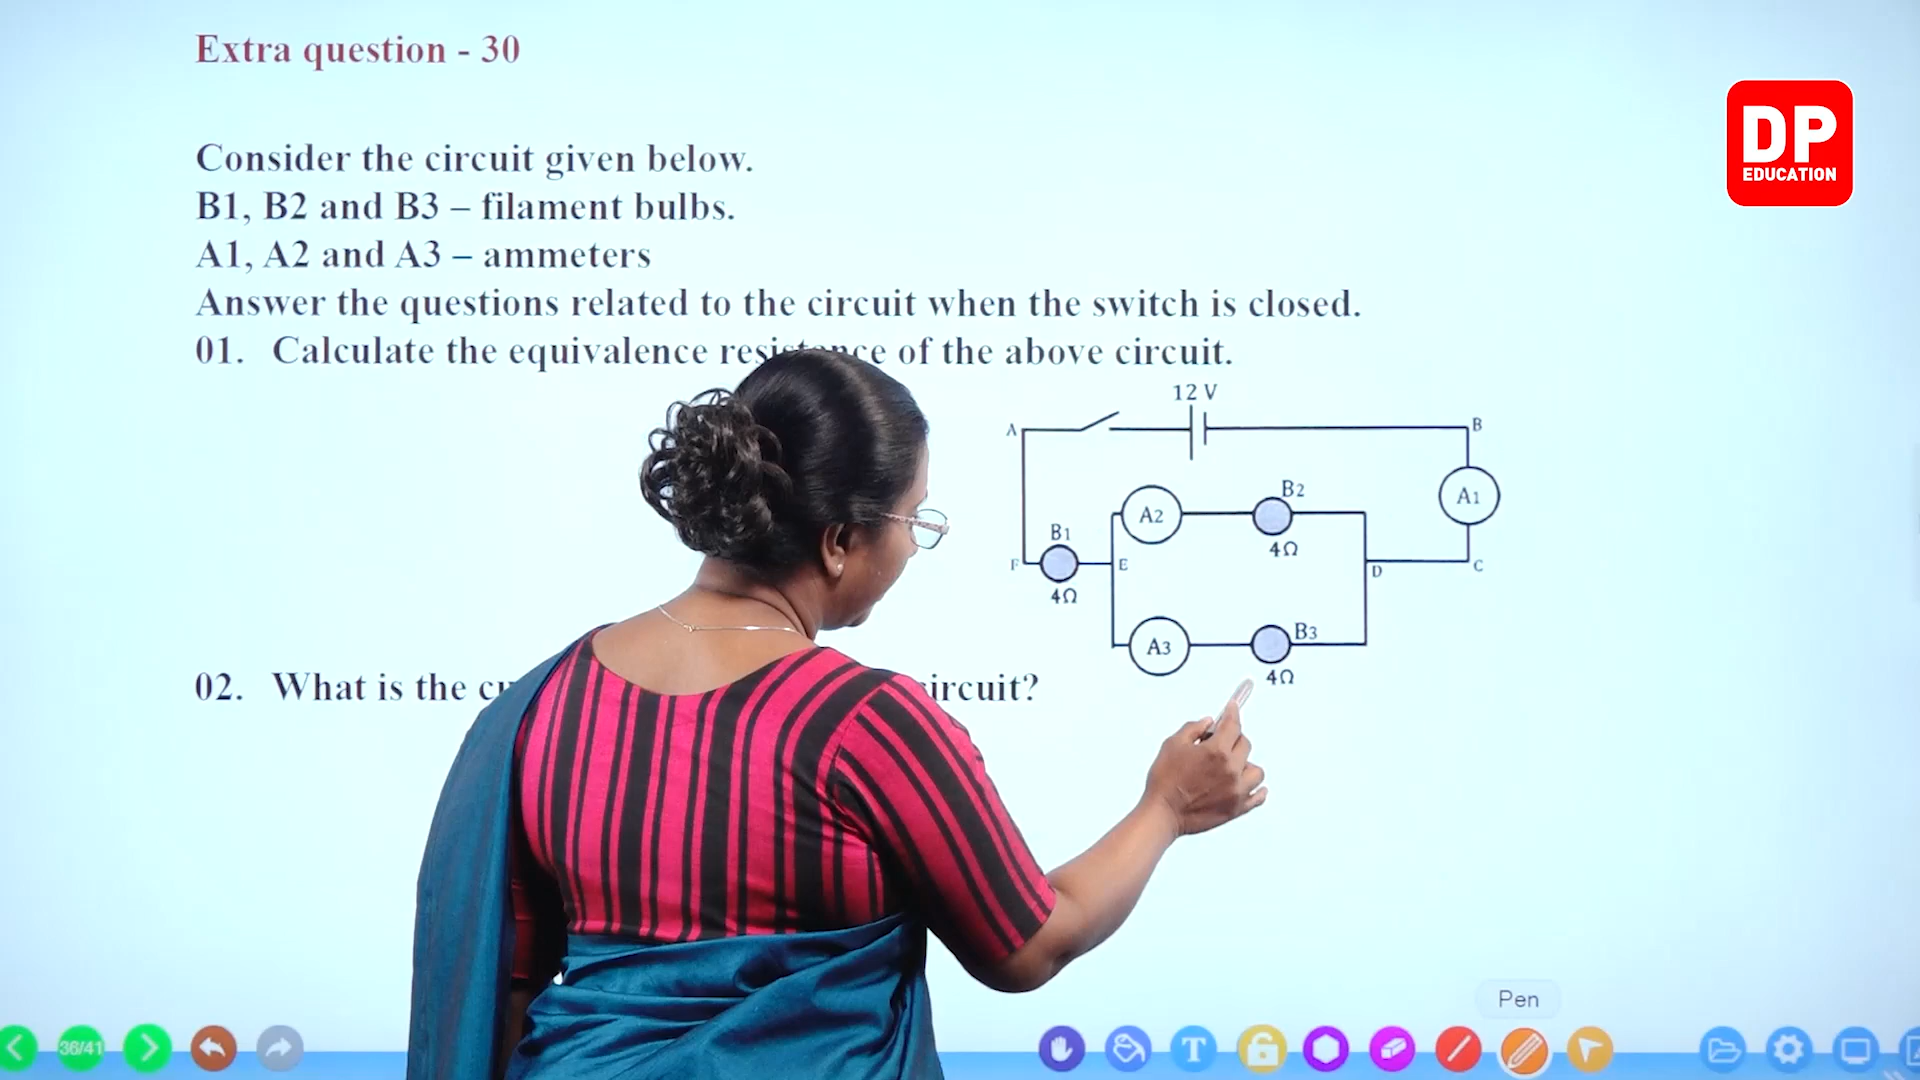 Extra question - 30
DP
EDUCATION
Consider the circuit given below.
B1, B2 and B3 – filament bulbs.
A1, A2 and A3 – ammeters
Answer the questions related to the circuit when the switch is closed.
01. Calculate the equivalence resistance of the above circuit.
12 V
A
B
B2
A1
A2
B1
4Ω
F
E
D
C
4Ω
B3
A3
4Ω
02. What is the circuit?
Pen
36/41
T